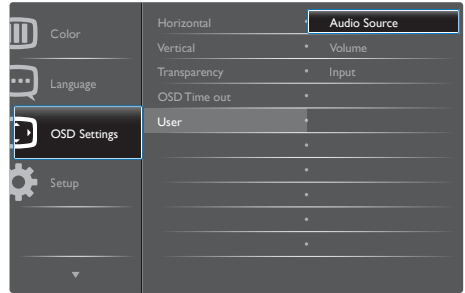 Color
Language
OSD Settings
Setup
Horizontal
Vertical
Transparency
OSD Time out
User
Audio Source
Volume
Input